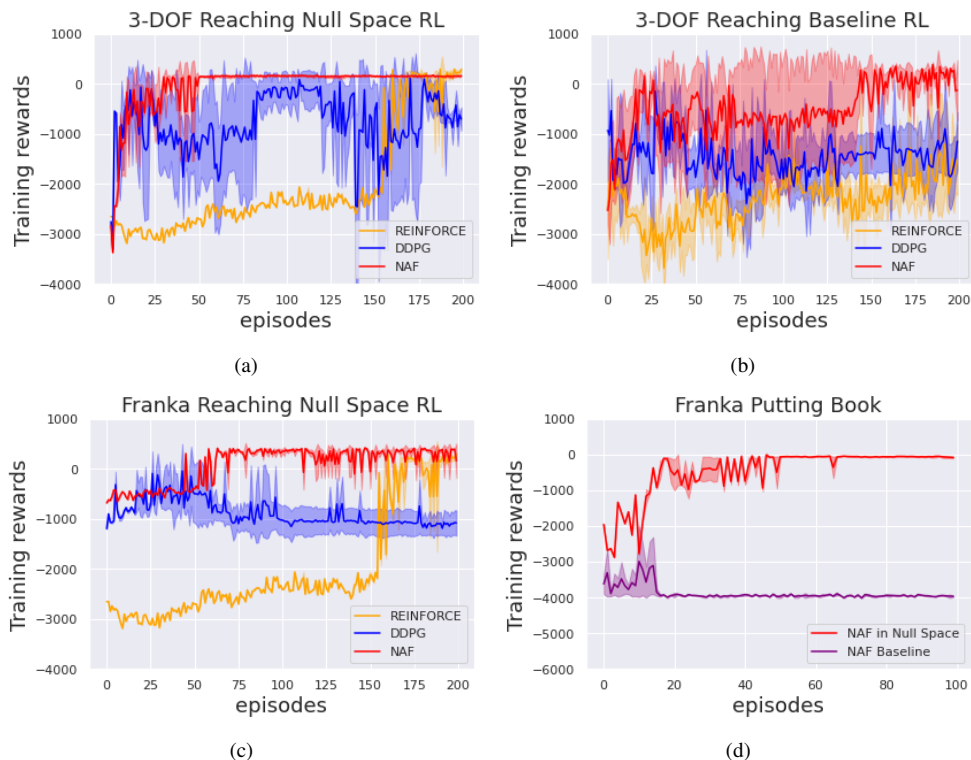 3-DOF Reaching Null Space RL
1000
0
−1000
−2000
−3000
−4000
Training rewards
REINFORCE
DDPG
NAF
0 25 50 75 100 125 150 175 200
episodes
(a)
3-DOF Reaching Baseline RL
1000
0
−1000
−2000
−3000
−4000
Training rewards
REINFORCE
DDPG
NAF
0 25 50 75 100 125 150 175 200
episodes
(b)
Franka Reaching Null Space RL
1000
0
−1000
−2000
−3000
−4000
Training rewards
REINFORCE
DDPG
NAF
0 25 50 75 100 125 150 175 200
episodes
(c)
Franka Putting Book
1000
0
−1000
−2000
−3000
−4000
−5000
−6000
Training rewards
NAF in Null Space
NAF Baseline
0 20 40 60 80 100
episodes
(d)